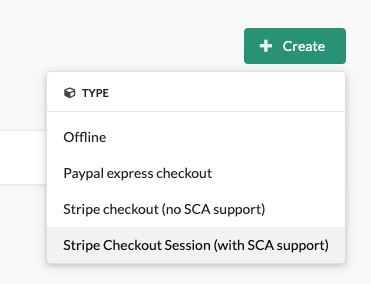 Create
TYPE
Offline
Paypal express checkout
Stripe checkout (no SCA support)
Stripe Checkout Session (with SCA support)